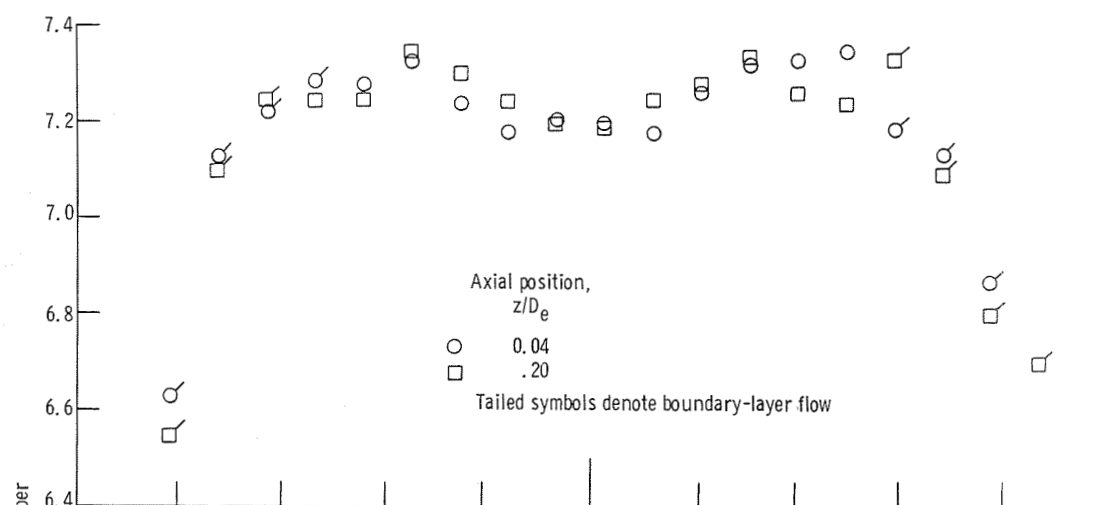 7.4
7.2
7.0
6.8
6.6
6.4
Axial position,
z/De
0.04
.20
Tailed symbols denote boundary-layer flow